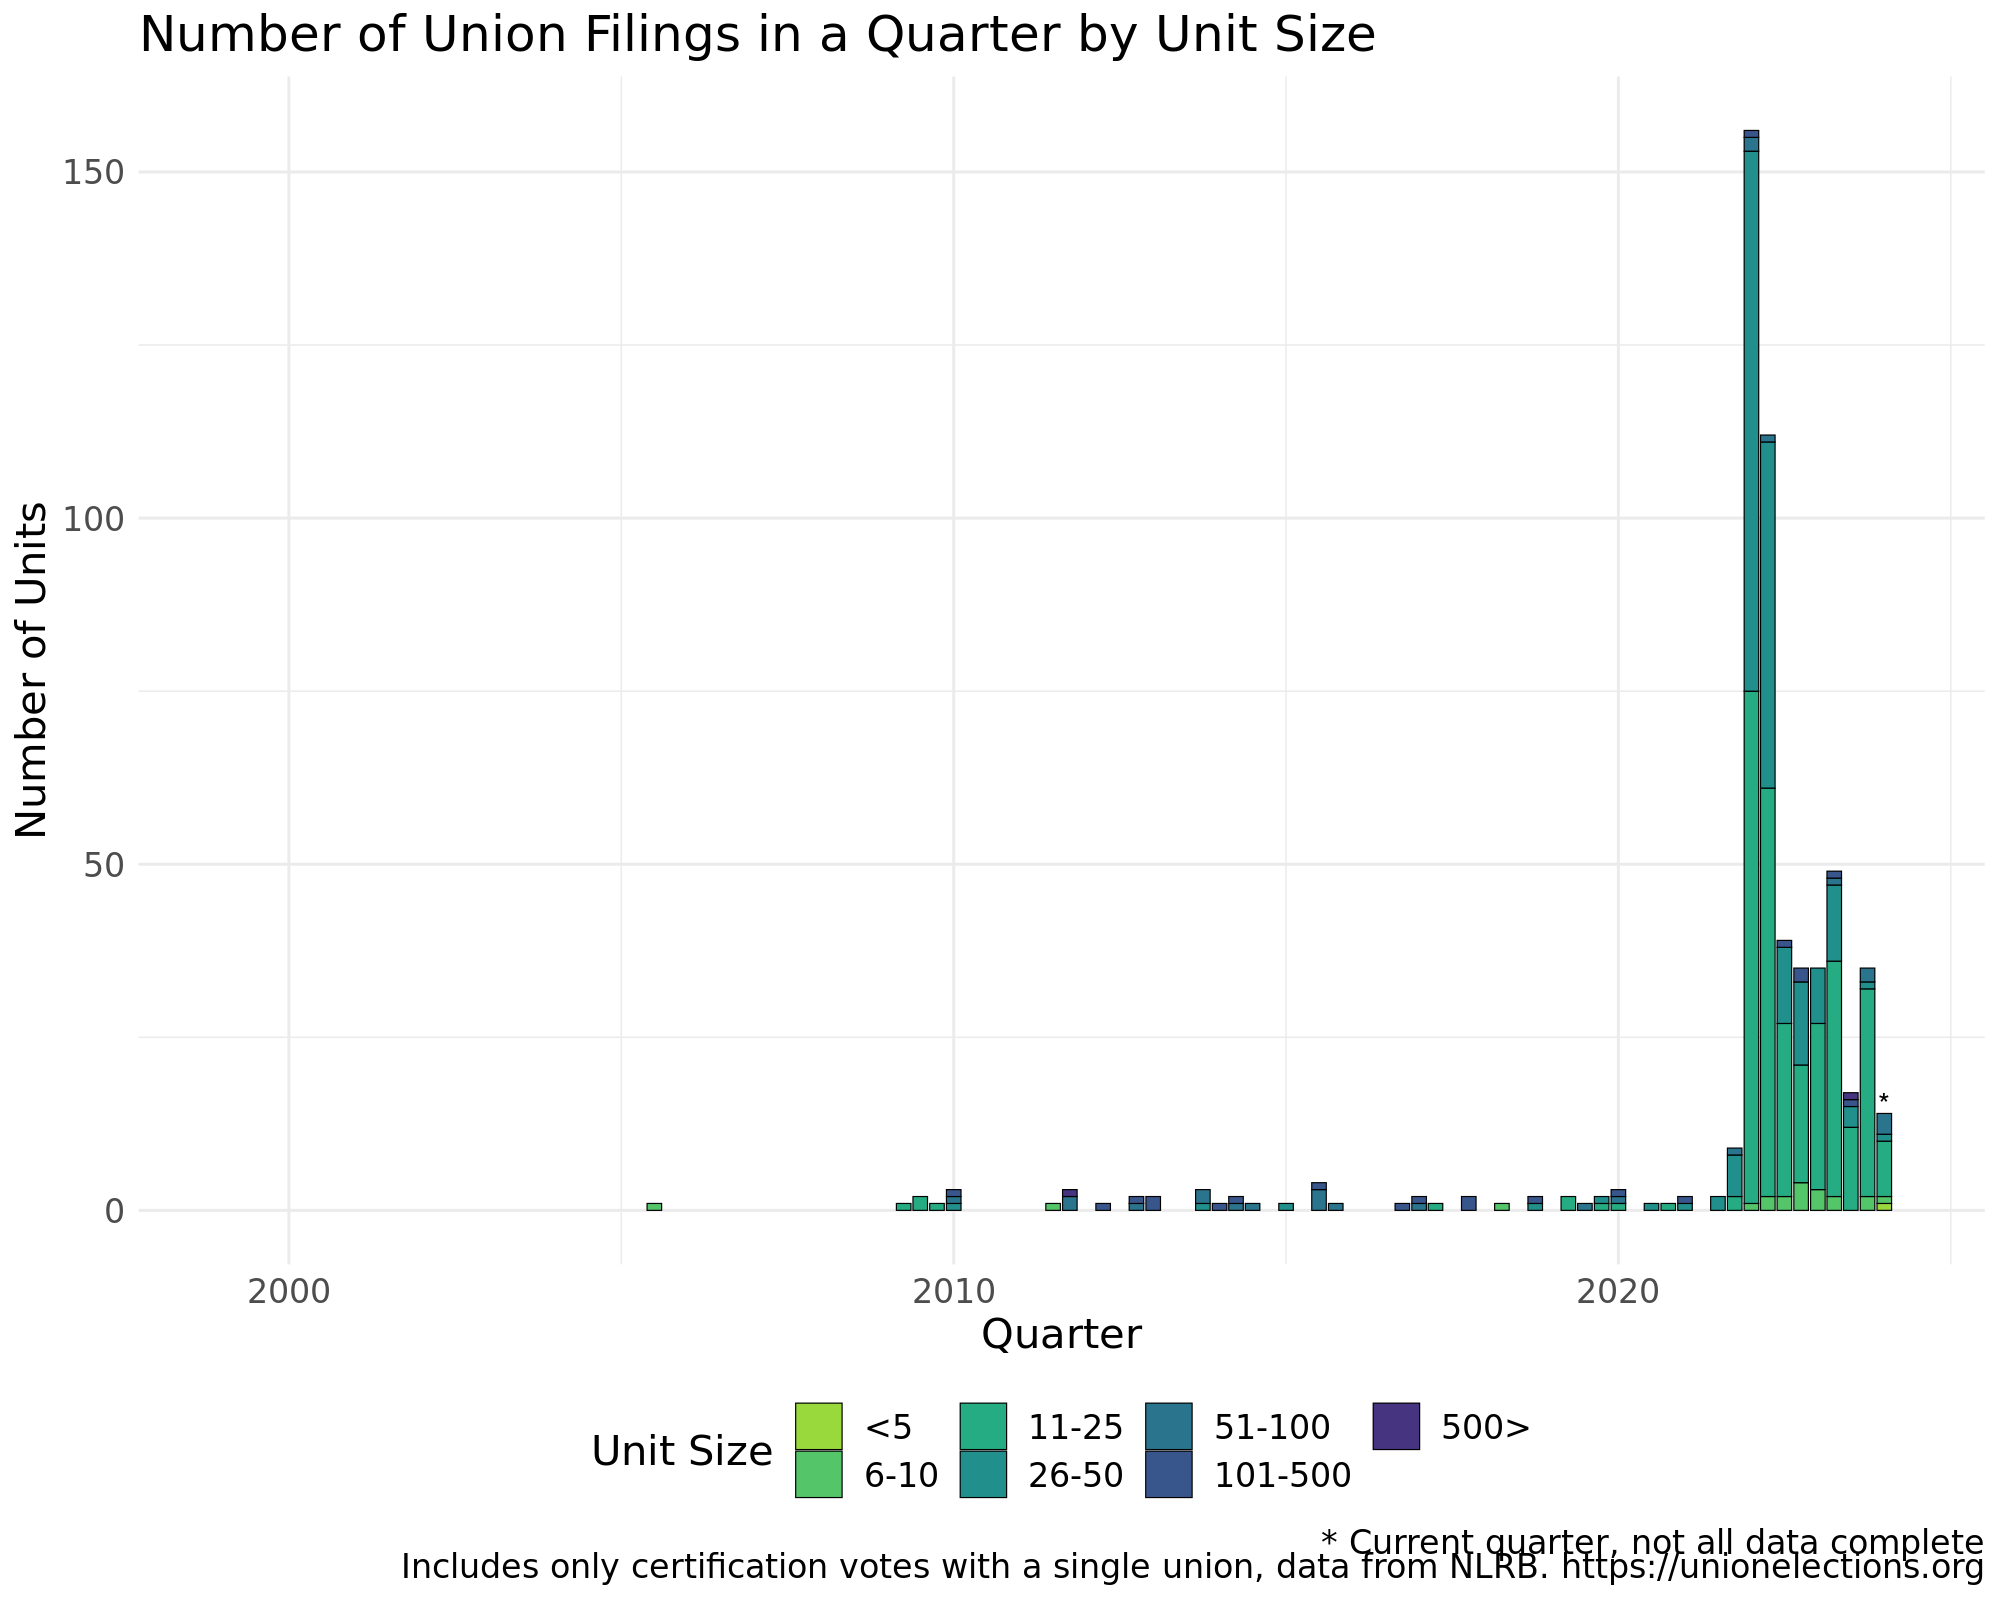 Number of Union Filings in a Quarter by Unit Size
Number of Units
150
100
50
0
*
2000 2010 2020
Quarter
Unit Size
<5 11-25 51-100 500>
6-10 26-50 101-500
* Current quarter, not all data complete
Includes only certification votes with a single union, data from NLRB. https://unionelections.org